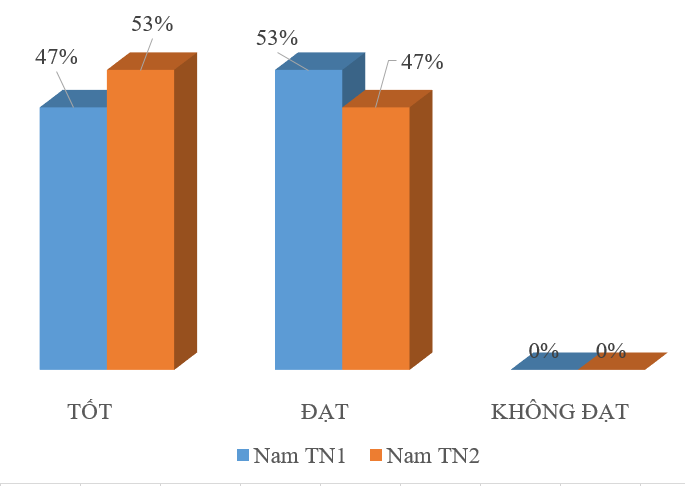 47%
53%
53%
47%
0%
0%
TỐT
ĐẠT
KHÔNG ĐẠT
Nam TN1
Nam TN2